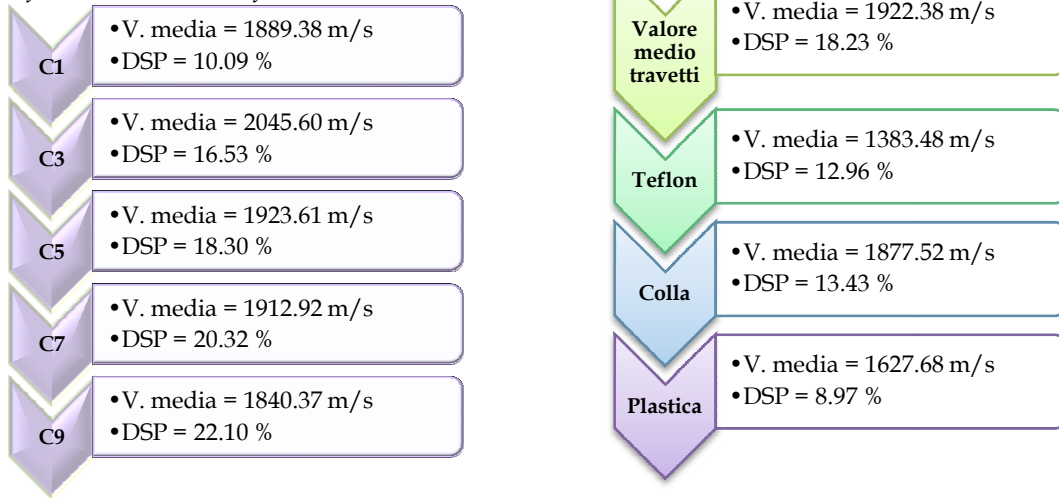 C1
•V. media = 1889.38 m/s
•DSP = 10.09 %
C3
•V. media = 2045.60 m/s
•DSP = 16.53 %
C5
•V. media = 1923.61 m/s
•DSP = 18.30 %
C7
•V. media = 1912.92 m/s
•DSP = 20.32 %
C9
•V. media = 1840.37 m/s
•DSP = 22.10 %
Valore
medio
travetti
•V. media = 1922.38 m/s
•DSP = 18.23 %
Teflon
•V. media = 1383.48 m/s
•DSP = 12.96 %
Colla
•V. media = 1877.52 m/s
•DSP = 13.43 %
Plastica
•V. media = 1627.68 m/s
•DSP = 8.97 %